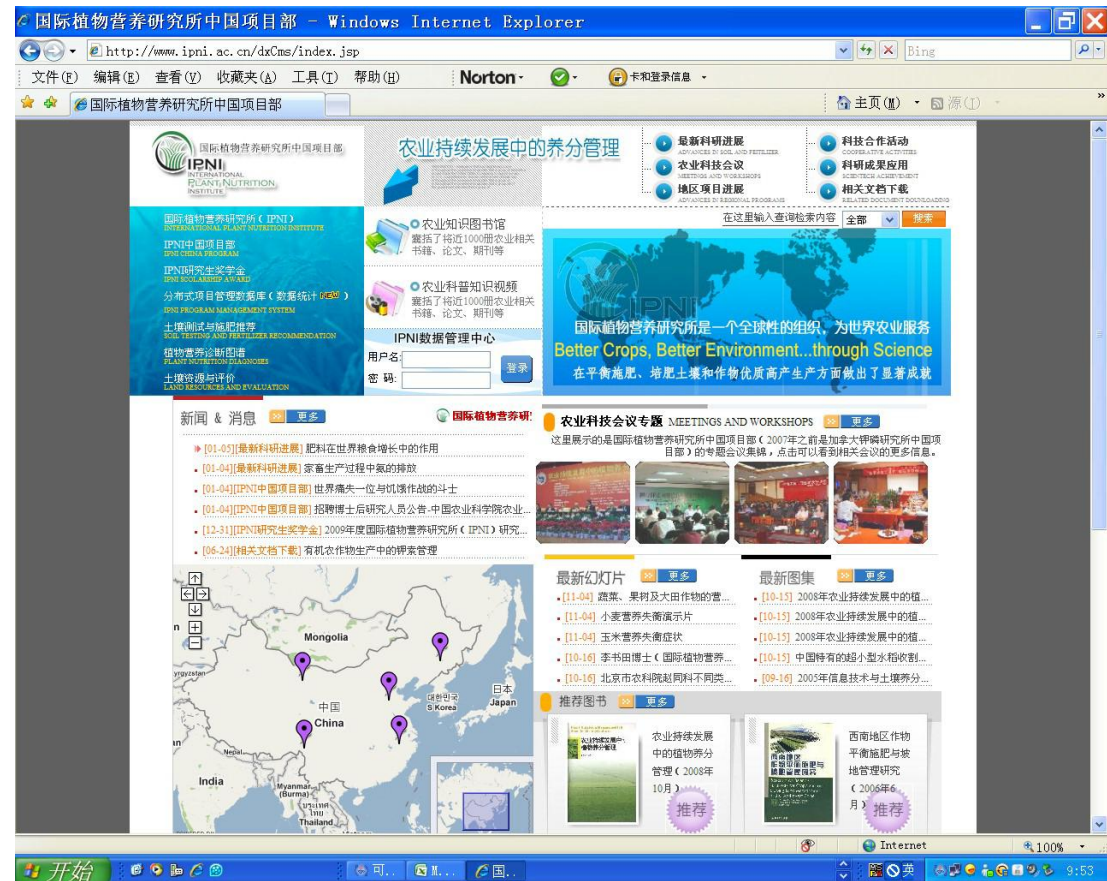 国际植物营养研究所中国项目部 - Windows Internet Explorer
http://www.ipni.ac.cn/dxCms/index.jsp
Bing
文件(F) 编辑(E) 查看(V) 收藏夹(A) 工具(T) 帮助(H)
Norton
卡和登录信息
国际植物营养研究所中国项目部
主页(M)
源(I)
国际植物营养研究所中国项目部
IPNI
INTERNATIONAL
PLANT NUTRITION
INSTITUTE
农业持续发展中的养分管理
最新科研进展
ADVANCES IN SOIL AND FETILIZER
农业科技会议
MEETINGS AND WORKSHOPS
地区项目进展
ADVANCES IN REGIONAL PROGRAMS
科技合作活动
COOPERATIVE ACTIVITIES
科研成果应用
SCIENTECH ACHIEVEMENT
相关文档下载
RELATED DOCUMENT DOUNLOADING
国际植物营养研究所(IPNI)
INTERNATIONAL PLANT NUTRITION INSTITUTE
IPNI中国项目部
IPNI CHINA PROGRAM
IPNI研究生奖学金
IPNI SCOLARSHIP AWARD
分布式项目管理数据库(数据统计 NEW )
IPNI PROGRAM MANAGEMENT SYSTEM
土壤测试与施肥推荐
SOIL TESTING AND FERTILIZER RECOMMENDATION
植物营养诊断图谱
PLANT NUTRITION DIAGNOSES
土壤资源与评价
LAND RESOURCES AND EVALUATION
农业知识图书馆
囊括了将近1000册农业相关
书籍、论文、期刊等
农业科普知识视频
囊括了将近1000册农业相关
书籍、论文、期刊等
IPNI数据管理中心
用户名:
密 码:
登录
在这里输入查询检索内容 全部 搜索
IPNI
国际植物营养研究所是一个全球性的组织,为世界农业服务
Better Crops, Better Environment...through Science
在平衡施肥、培肥土壤和作物优质高产生产方面做出了显著成就
新闻 & 消息 更多
国际植物营养研
[01-05][最新科研进展] 肥料在世界粮食增长中的作用
[01-04][最新科研进展] 家畜生产过程中氨的排放
[01-04][IPNI中国项目部] 世界痛失一位与饥饿作战的斗士
[01-04][IPNI中国项目部] 招聘博士后研究人员公告-中国农业科学院农业...
[12-31][IPNI研究生奖学金] 2009年度国际植物营养研究所(IPNI)研究...
[06-24][相关文档下载] 有机农作物生产中的钾素管理
农业科技会议专题 MEETINGS AND WORKSHOPS 更多
这里展示的是国际植物营养研究所中国项目部(2007年之前是加拿大钾磷研究所中国项
目部)的专题会议集锦,点击可以看到相关会议的更多信息。
最新幻灯片 更多
[11-04] 蔬菜、果树及大田作物的营...
[11-04] 小麦营养失衡演示片
[11-04] 玉米营养失衡症状
[10-16] 李书田博士(国际植物营养...
[10-16] 北京市农科院赵同科不同类...
最新图集 更多
[10-15] 2008年农业持续发展中的植...
[10-15] 2008年农业持续发展中的植...
[10-15] 2008年农业持续发展中的植...
[10-15] 中国特有的超小型水稻收割...
[09-16] 2005年信息技术与土壤养分...
Mongolia
yrgyzstan
中国
China
대한민국
S Korea
日本
Japan
Nepal
India
Myanmar
(Burma)
ประเทศ
ไทย
Thailand
推荐图书 更多
农业持续发展
中的植物养分
管理(2008年
10月)
推荐
西南地区作物
平衡施肥与坡
地管理研究
(2006年6
月)
推荐
Internet
100%
开始
可..
M...
国..
英
9:53